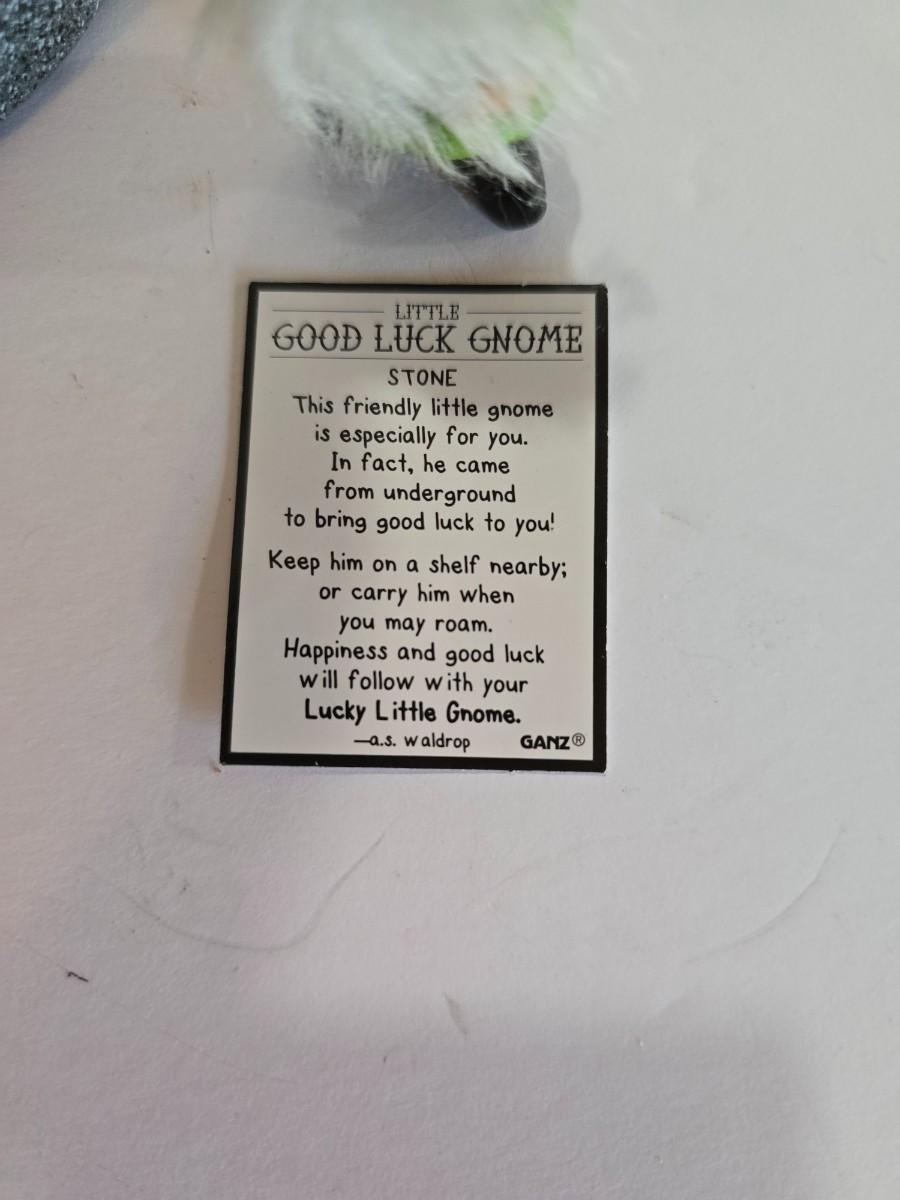 LITTLE
GOOD LUCK GNOME
STONE
This friendly little gnome
is especially for you.
In fact, he came
from underground
to bring good luck to you!
Keep him on a shelf nearby;
or carry him when
you may roam.
Happiness and good luck
will follow with your
Lucky Little Gnome.
—a.s. waldrop GANZ®